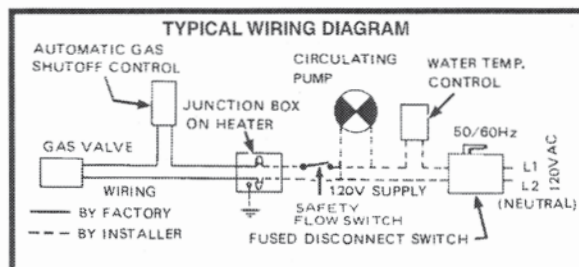 TYPICAL WIRING DIAGRAM
AUTOMATIC GAS
SHUTOFF CONTROL
CIRCULATING
PUMP
WATER TEMP.
CONTROL
JUNCTION BOX
ON HEATER
GAS VALVE
50/60Hz
L1
L2
120VAC
(NEUTRAL)
WIRING
BY FACTORY
BY INSTALLER
120V SUPPLY
SAFETY
FLOW SWITCH
FUSED DISCONNECT SWITCH